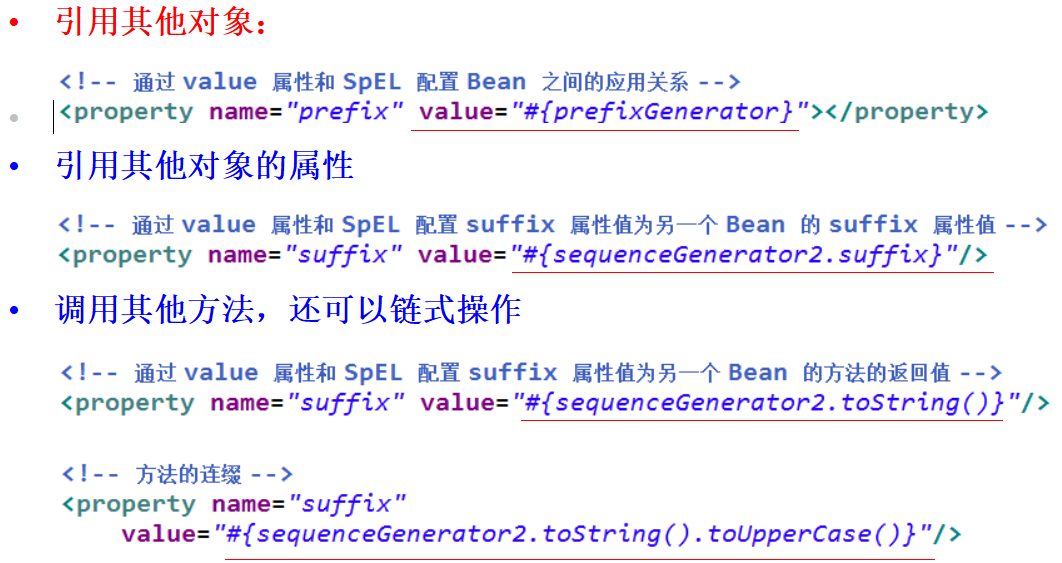 • 引用其他对象：
<!-- 通过 value 属性和 SpEL 配置 Bean 之间的应用关系 -->
<property name="prefix" value="#{prefixGenerator}"></property>
• 引用其他对象的属性
<!-- 通过 value 属性和 SpEL 配置 suffix 属性值为另一个 Bean 的 suffix 属性值 -->
<property name="suffix" value="#{sequenceGenerator2.suffix}"/>
• 调用其他方法，还可以链式操作
<!-- 通过 value 属性和 SpEL 配置 suffix 属性值为另一个 Bean 的方法的返回值 -->
<property name="suffix" value="#{sequenceGenerator2.toString()}"/>
<!-- 方法的连缀 -->
<property name="suffix"
value="#{sequenceGenerator2.toString().toUpperCase()}"/>